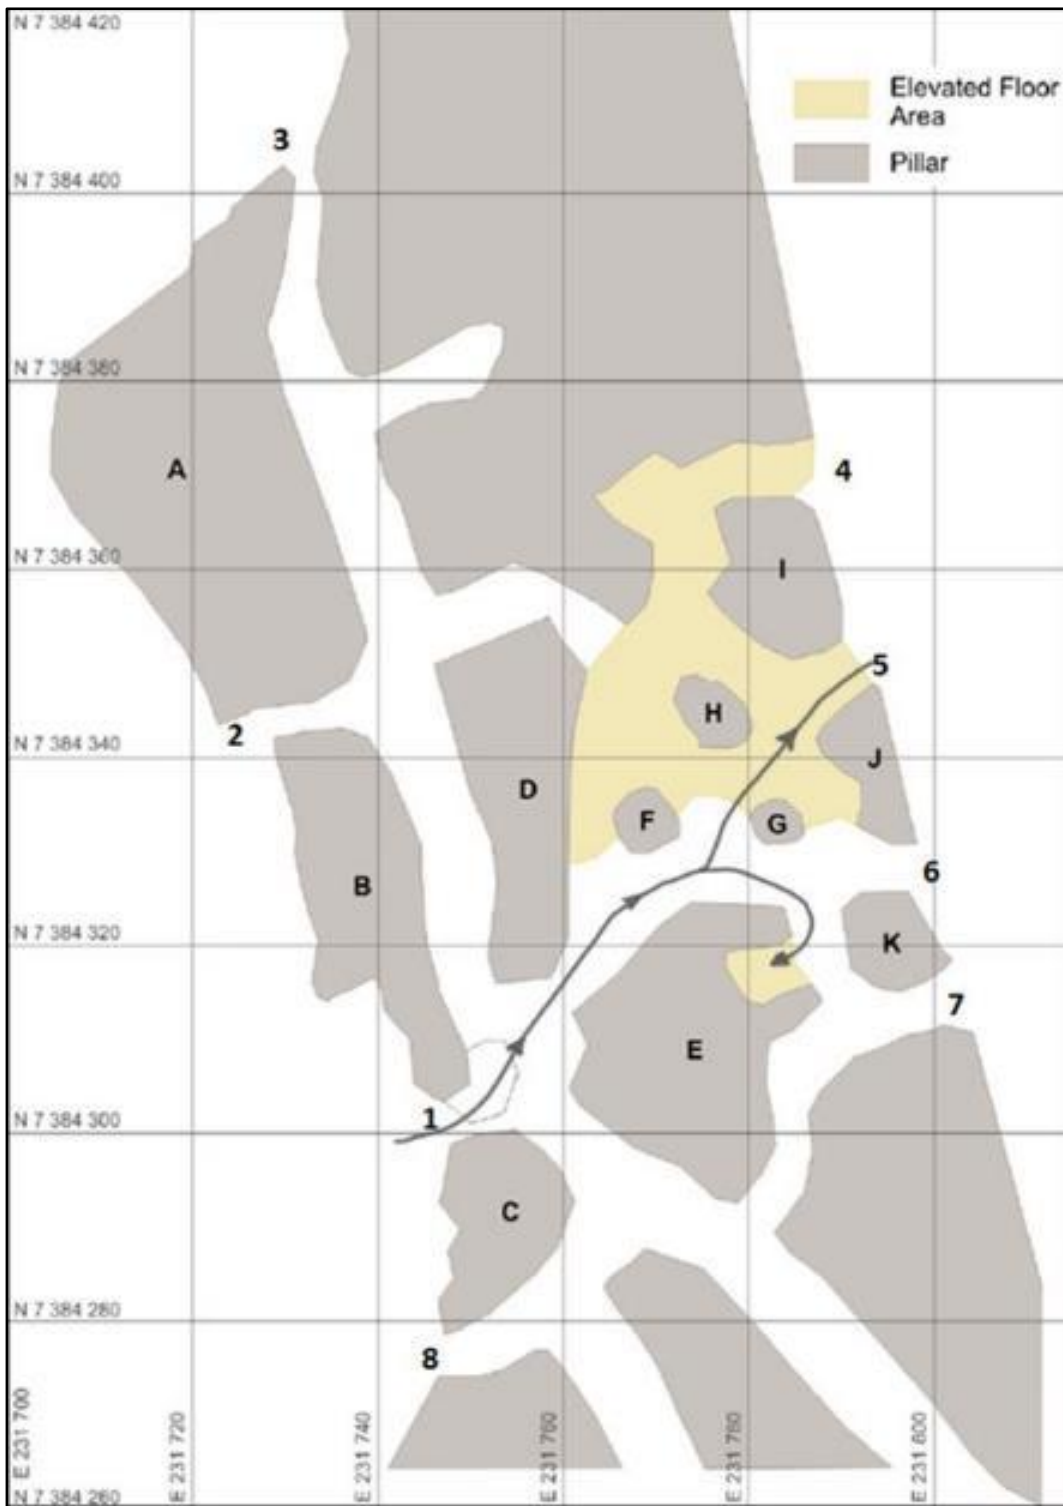 N 7 384 420
Elevated Floor
Area
3
Pillar
N 7 384 400
N 7 384 380
A
4
N 7 384 360
I
5
H
2
N 7 384 340
J
D
F
G
6
B
N 7 384 320
K
7
E
1
N 7 384 300
C
N 7 384 280
8
E 231 700
E 231 720
E 231 740
E 231 760
E 231 780
E 231 800
N 7 384 260